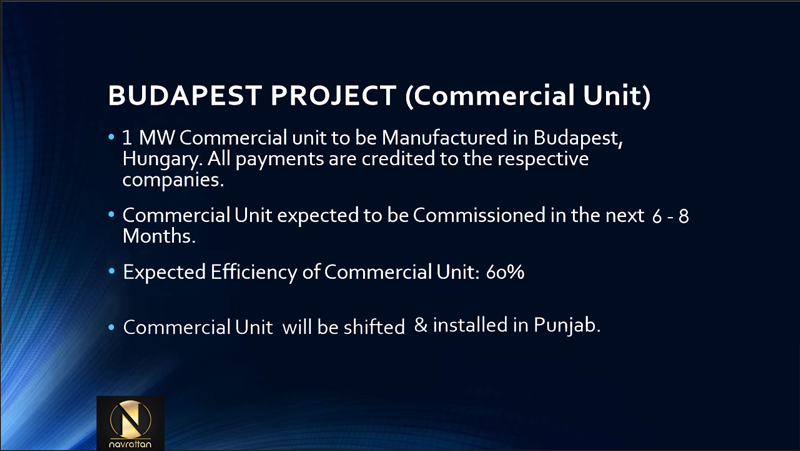 BUDAPEST PROJECT (Commercial Unit)
• 1 MW Commercial unit to be Manufactured in Budapest,
Hungary. All payments are credited to the respective
companies.
• Commercial Unit expected to be Commissioned in the next 6 - 8
Months.
• Expected Efficiency of Commercial Unit: 60%
• Commercial Unit will be shifted & installed in Punjab.
N
navrattan